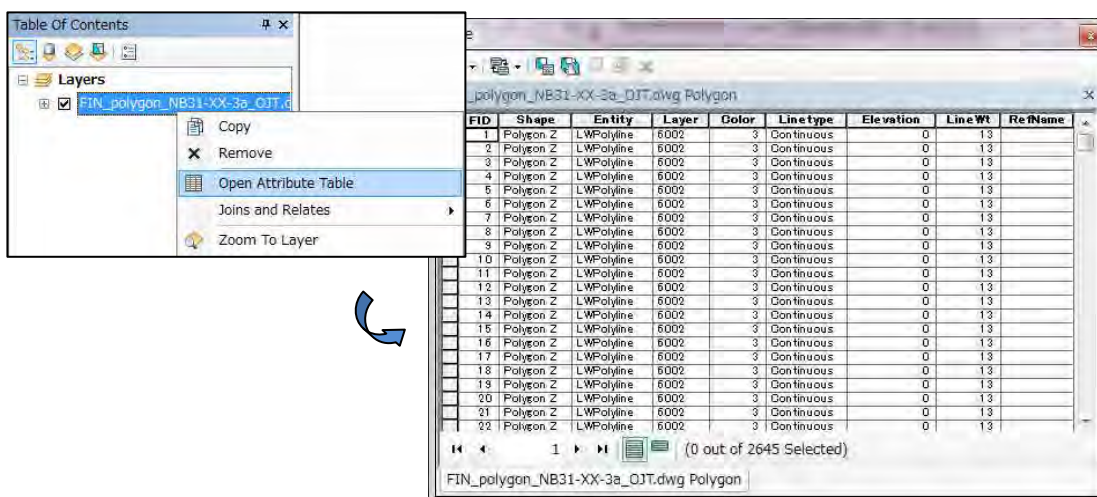 Table Of Contents
Layers
FIN_polygon_NB31-XX-3a_OJT.d
Copy
Remove
Open Attribute Table
Joins and Relates
Zoom To Layer
_polygon_NB31-XX-3a_OJT.dwg Polygon
FID Shape Entity Layer Color Linetype Elevation LineWt RefName
1 Polygon Z LWPolyline 6002 3 Continuous 0 13
2 Polygon Z LWPolyline 6002 3 Continuous 0 13
3 Polygon Z LWPolyline 6002 3 Continuous 0 13
4 Polygon Z LWPolyline 6002 3 Continuous 0 13
5 Polygon Z LWPolyline 6002 3 Continuous 0 13
6 Polygon Z LWPolyline 6002 3 Continuous 0 13
7 Polygon Z LWPolyline 6002 3 Continuous 0 13
8 Polygon Z LWPolyline 6002 3 Continuous 0 13
9 Polygon Z LWPolyline 6002 3 Continuous 0 13
10 Polygon Z LWPolyline 6002 3 Continuous 0 13
11 Polygon Z LWPolyline 6002 3 Continuous 0 13
12 Polygon Z LWPolyline 6002 3 Continuous 0 13
13 Polygon Z LWPolyline 6002 3 Continuous 0 13
14 Polygon Z LWPolyline 6002 3 Continuous 0 13
15 Polygon Z LWPolyline 6002 3 Continuous 0 13
16 Polygon Z LWPolyline 6002 3 Continuous 0 13
17 Polygon Z LWPolyline 6002 3 Continuous 0 13
18 Polygon Z LWPolyline 6002 3 Continuous 0 13
19 Polygon Z LWPolyline 6002 3 Continuous 0 13
20 Polygon Z LWPolyline 6002 3 Continuous 0 13
21 Polygon Z LWPolyline 6002 3 Continuous 0 13
22 Polygon Z LWPolyline 6002 3 Continuous 0 13
1 (0 out of 2645 Selected)
FIN_polygon_NB31-XX-3a_OJT.dwg Polygon